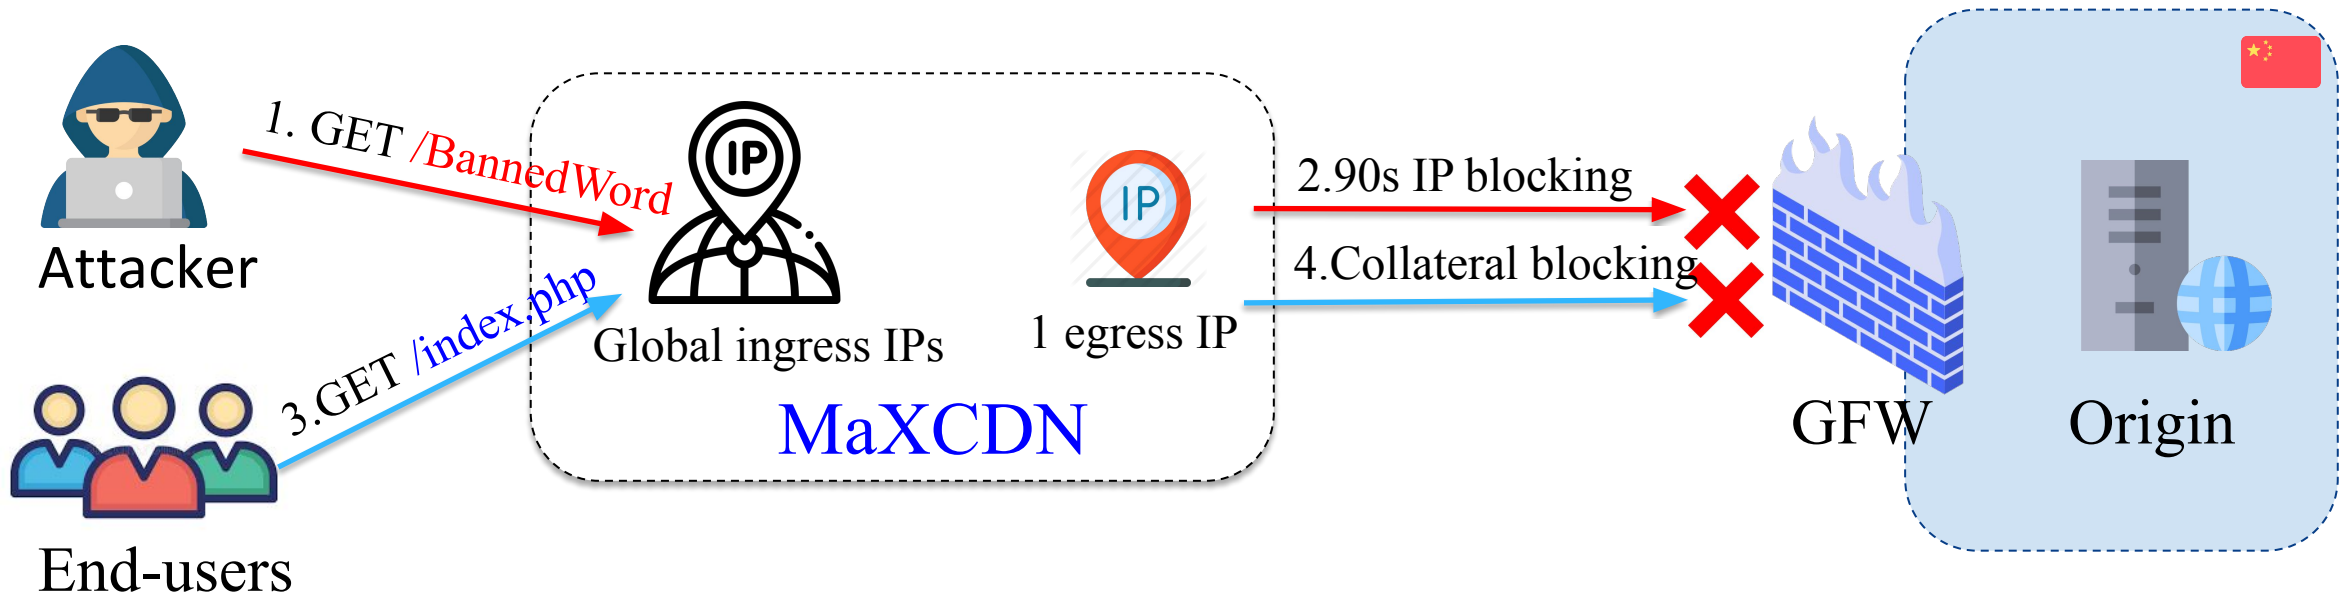 1. GET /BannedWord
Attacker
3.GET /index.php
End-users
IP
Global ingress IPs
IP
1 egress IP
MaXCDN
2.90s IP blocking
4.Collateral blocking
GFW
Origin